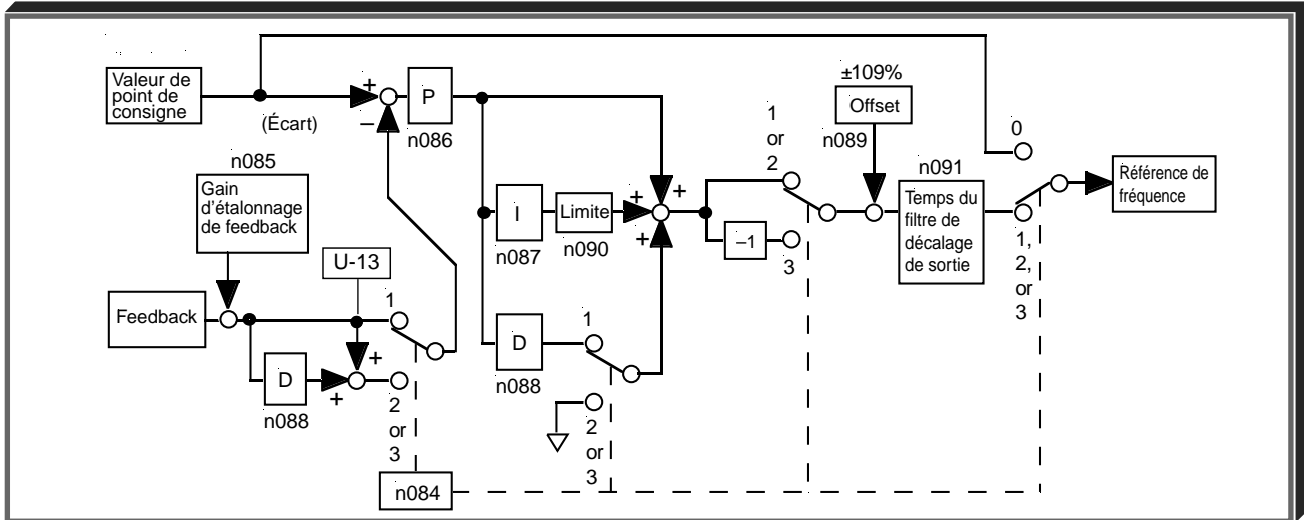 Valeur de
point de
consigne
+
(Écart)
–
P
n086
n085
Gain
d'étalonnage
de feedback
U-13
Feedback
1
D
n088
+
+
2
or
3
n084
I
n087
Limite
n090
+
+
+
D
n088
1
2
or
3
–1
1
or
2
3
±109%
Offset
n089
n091
Temps du
filtre de
décalage
de sortie
0
1,
2,
or
3
Référence de
fréquence